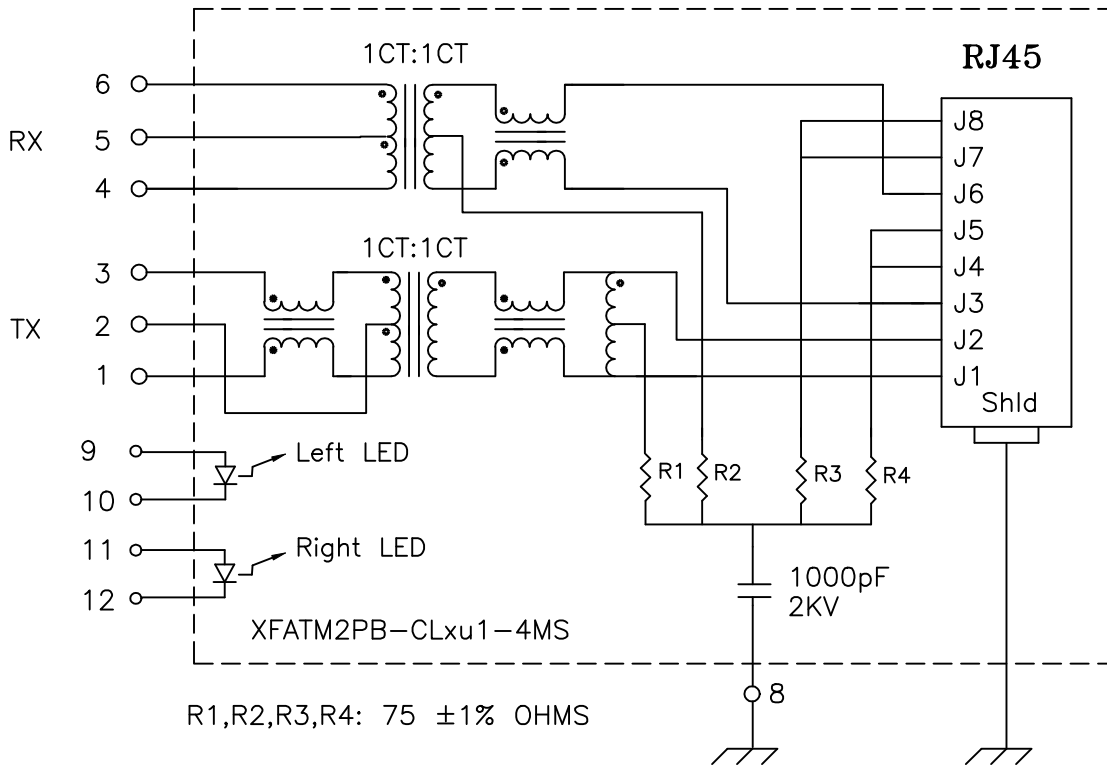 1CT:1CT
RJ45
6
RX
5
4
J8
J7
J6
J5
J4
J3
J2
J1
Shld
1CT:1CT
3
TX
2
1
9
Left LED
10
R1
R2
R3
R4
11
Right LED
12
1000pF
2KV
XFATM2PB-CLxu1-4MS
8
R1,R2,R3,R4: 75 ±1% OHMS